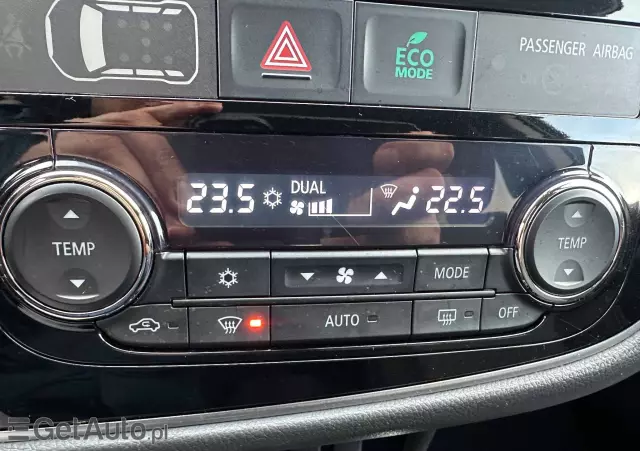 ECO
MODE
PASSENGER AIRBAG
23.5 DUAL 22.5
TEMP
TEMP
MODE
AUTO
OFF
GetAuto.pl